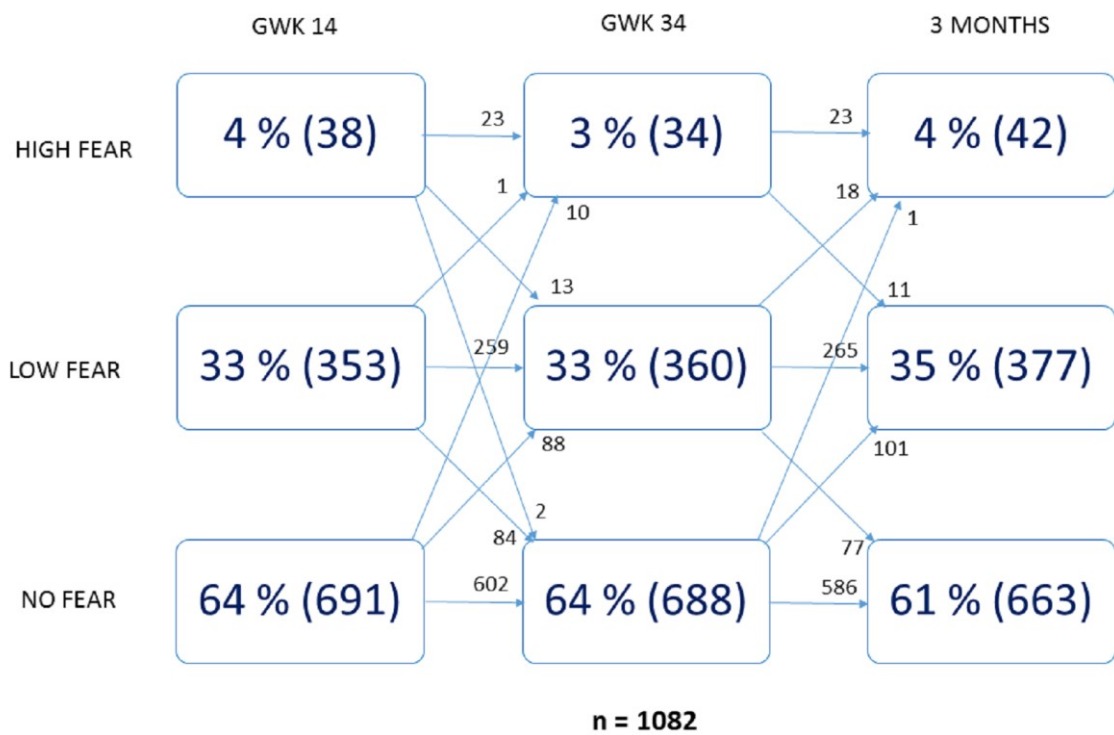 GWK 14
GWK 34
3 MONTHS
HIGH FEAR
4 % (38)
23
3 % (34)
23
4 % (42)
1
10
18
1
13
11
LOW FEAR
33 % (353)
259
33 % (360)
265
35 % (377)
88
101
2
84
77
NO FEAR
64 % (691)
602
64 % (688)
586
61 % (663)
n = 1082